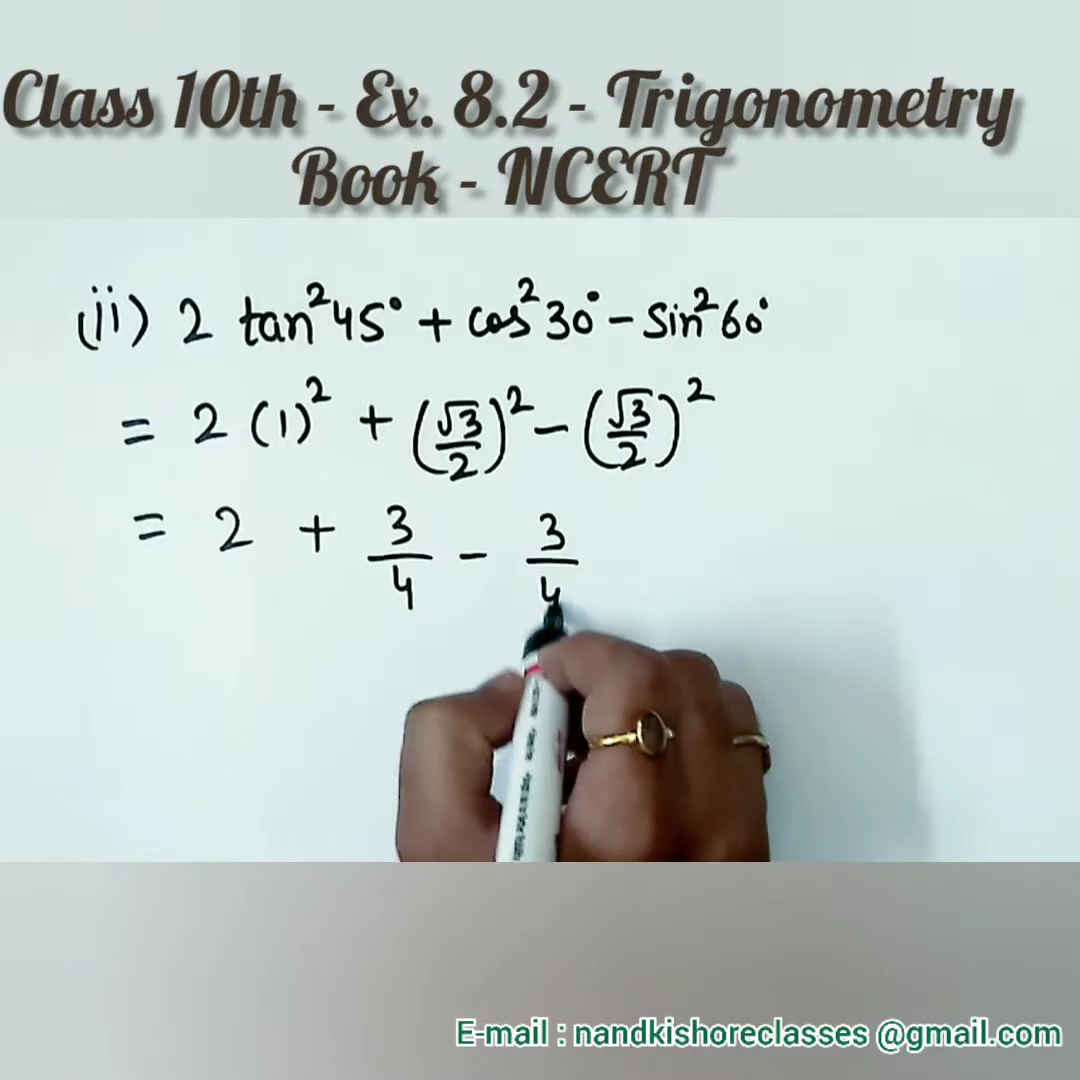 Class 10th - Ex. 8.2 - Trigonometry
Book - NCERT
(ii) 2 tan²45° + cos²30° - sin²60°
= 2 (1)² + (√3/2)² - (√3/2)²
= 2 + 3/4 - 3/4
E-mail : nandkishoreclasses @gmail.com